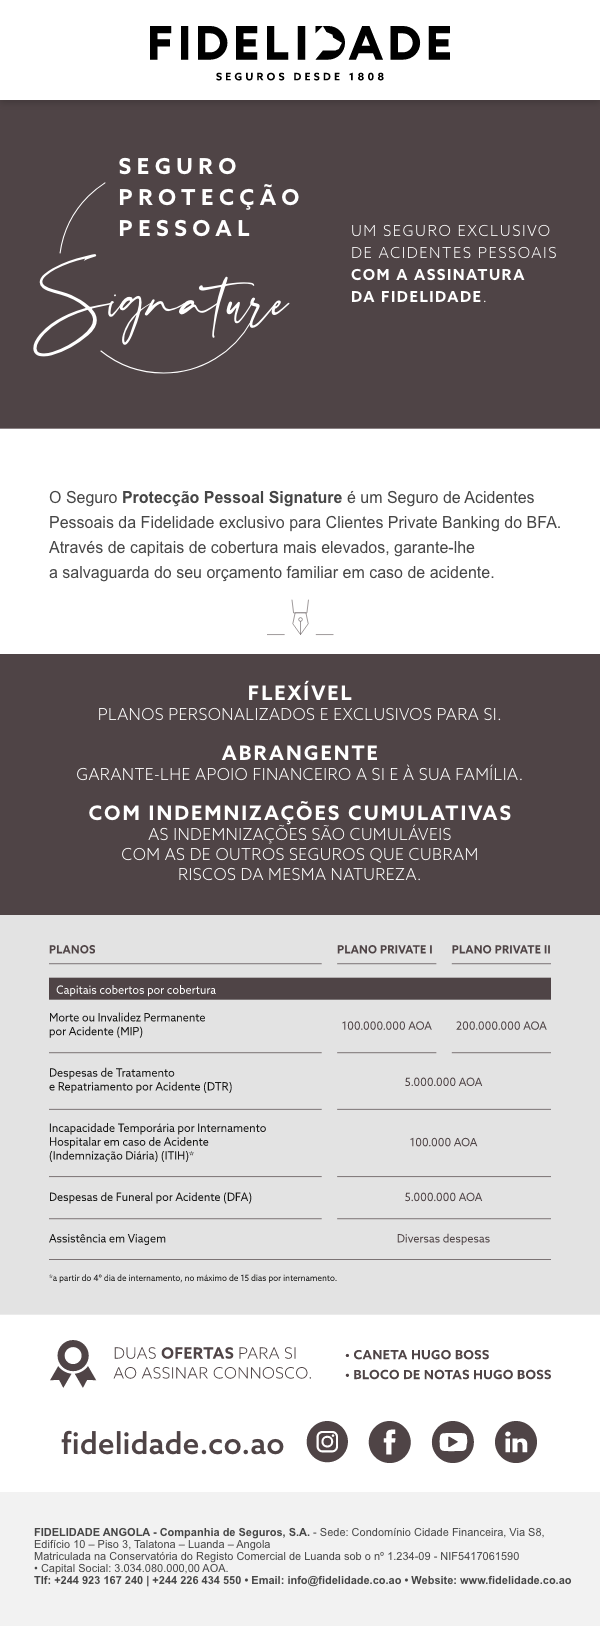 FIDELIDADE
SEGUROS DESDE 1808
SEGURO
PROTECÇÃO
PESSOAL
Signature
UM SEGURO EXCLUSIVO
DE ACIDENTES PESSOAIS
COM A ASSINATURA
DA FIDELIDADE.
O Seguro Protecção Pessoal Signature é um Seguro de Acidentes
Pessoais da Fidelidade exclusivo para Clientes Private Banking do BFA.
Através de capitais de cobertura mais elevados, garante-lhe
a salvaguarda do seu orçamento familiar em caso de acidente.
FLEXÍVEL
PLANOS PERSONALIZADOS E EXCLUSIVOS PARA SI.
ABRANGENTE
GARANTE-LHE APOIO FINANCEIRO A SI E À SUA FAMÍLIA.
COM INDEMNIZAÇÕES CUMULATIVAS
AS INDEMNIZAÇÕES SÃO CUMULÁVEIS
COM AS DE OUTROS SEGUROS QUE CUBRAM
RISCOS DA MESMA NATUREZA.
PLANOS PLANO PRIVATE I PLANO PRIVATE II
Capitais cobertos por cobertura
Morte ou Invalidez Permanente
por Acidente (MIP)
100.000.000 AOA 200.000.000 AOA
Despesas de Tratamento
e Repatriamento por Acidente (DTR)
5.000.000 AOA
Incapacidade Temporária por Internamento
Hospitalar em caso de Acidente
(Indemnização Diária) (ITIH)*
100.000 AOA
Despesas de Funeral por Acidente (DFA) 5.000.000 AOA
Assistência em Viagem Diversas despesas
*a partir do 4º dia de internamento, no máximo de 15 dias por internamento.
DUAS OFERTAS PARA SI
AO ASSINAR CONNOSCO.
• CANETA HUGO BOSS
• BLOCO DE NOTAS HUGO BOSS
fidelidade.co.ao
FIDELIDADE ANGOLA - Companhia de Seguros, S.A. - Sede: Condomínio Cidade Financeira, Via S8,
Edifício 10 – Piso 3, Talatona – Luanda – Angola
Matriculada na Conservatória do Registo Comercial de Luanda sob o nº 1.234-09 - NIF5417061590
• Capital Social: 3.034.080.000,00 AOA.
Tlf: +244 923 167 240 | +244 226 434 550 • Email: info@fidelidade.co.ao • Website: www.fidelidade.co.ao